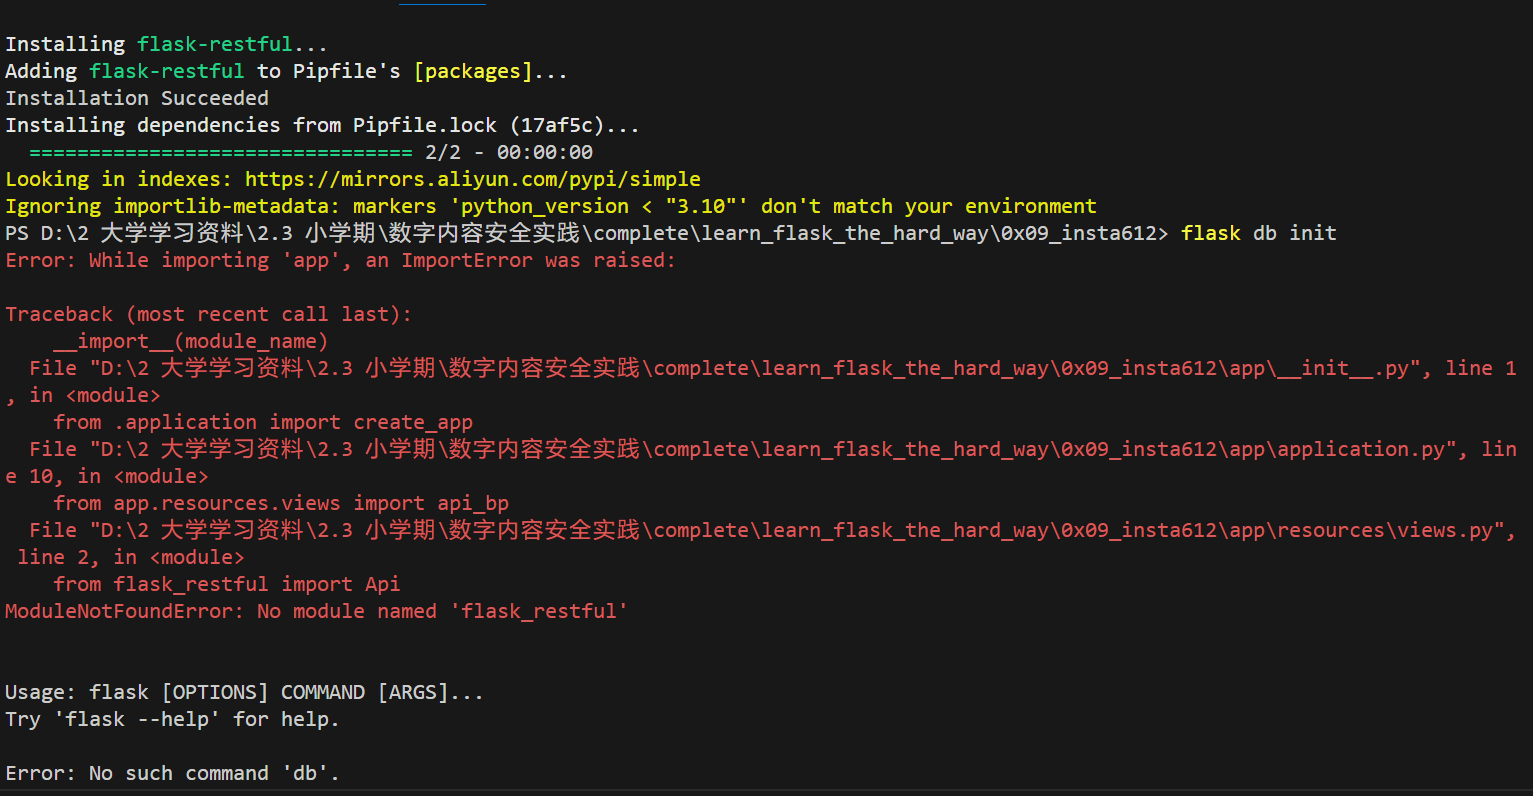 Installing flask-restful...
Adding flask-restful to Pipfile's [packages]...
Installation Succeeded
Installing dependencies from Pipfile.lock (17af5c)...
  ================================ 2/2 - 00:00:00
Looking in indexes: https://mirrors.aliyun.com/pypi/simple
Ignoring importlib-metadata: markers 'python_version < "3.10"' don't match your environment
PS D:\2 大学学习资料\2.3 小学期\数字内容安全实践\complete\learn_flask_the_hard_way\0x09_insta612> flask db init
Error: While importing 'app', an ImportError was raised:

Traceback (most recent call last):
    __import__(module_name)
  File "D:\2 大学学习资料\2.3 小学期\数字内容安全实践\complete\learn_flask_the_hard_way\0x09_insta612\app\__init__.py", line 1
, in <module>
    from .application import create_app
  File "D:\2 大学学习资料\2.3 小学期\数字内容安全实践\complete\learn_flask_the_hard_way\0x09_insta612\app\application.py", lin
e 10, in <module>
    from app.resources.views import api_bp
  File "D:\2 大学学习资料\2.3 小学期\数字内容安全实践\complete\learn_flask_the_hard_way\0x09_insta612\app\resources\views.py",
 line 2, in <module>
    from flask_restful import Api
ModuleNotFoundError: No module named 'flask_restful'

Usage: flask [OPTIONS] COMMAND [ARGS]...
Try 'flask --help' for help.

Error: No such command 'db'.